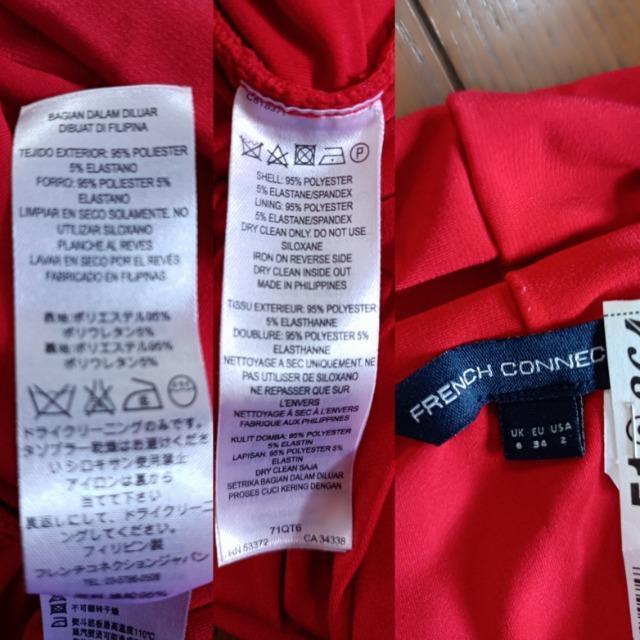 BAGIAN DALAM DILUAR
DIBUAT DI FILIPINA
TEJIDO EXTERIOR: 95% POLIESTER
5% ELASTANO
FORRO: 95% POLIESTER 5%
ELASTANO
LIMPIAR EN SECO SOLAMENTE. NO
UTILIZAR SILOXANO
PLANCHE AL REVES
LAVAR EN SECO POR EL REVÉS
FABRICADO EN FILIPINAS
表地 ポリエステル95%
ポリウレタン5%
裏地 ポリエステル95%
ポリウレタン5%
ドライクリーニングのみです。
タンブラー乾燥はお避けくださ
い シロキサン使用禁止
アイロンは裏から
当てて下さい
裏返しにして、ドライクリーニ
ングしてください。
フィリピン製
フレンチコネクションジャパン
不可翻转干燥
CA 34338
SHELL: 95% POLYESTER
5% ELASTANE/SPANDEX
LINING: 95% POLYESTER
5% ELASTANE/SPANDEX
DRY CLEAN ONLY. DO NOT USE
SILOXANE
IRON ON REVERSE SIDE
DRY CLEAN INSIDE OUT
MADE IN PHILIPPINES
TISSU EXTERIEUR: 95% POLYESTER
5% ELASTHANNE
DOUBLURE: 95% POLYESTER 5%
ELASTHANNE
NETTOYAGE A SEC UNIQUEMENT. NE
PAS UTILISER DE SILOXANO
NE REPASSER QUE SUR
L'ENVERS
NETTOYAGE À SEC À L'ENVERS
FABRIQUÉ AUX PHILIPPINES
KULIT DOMBA: 95% POLYESTER
5% ELASTIN
LAPISAN: 95% POLYESTER 5%
ELASTIN
DRY CLEAN SAJA
SETRIKA BAGIAN DALAM DILUAR
PROSES CUCI KERING DENGAN
71QT6
53372
FRENCH CONNEC
UK EU USA
6 34 2